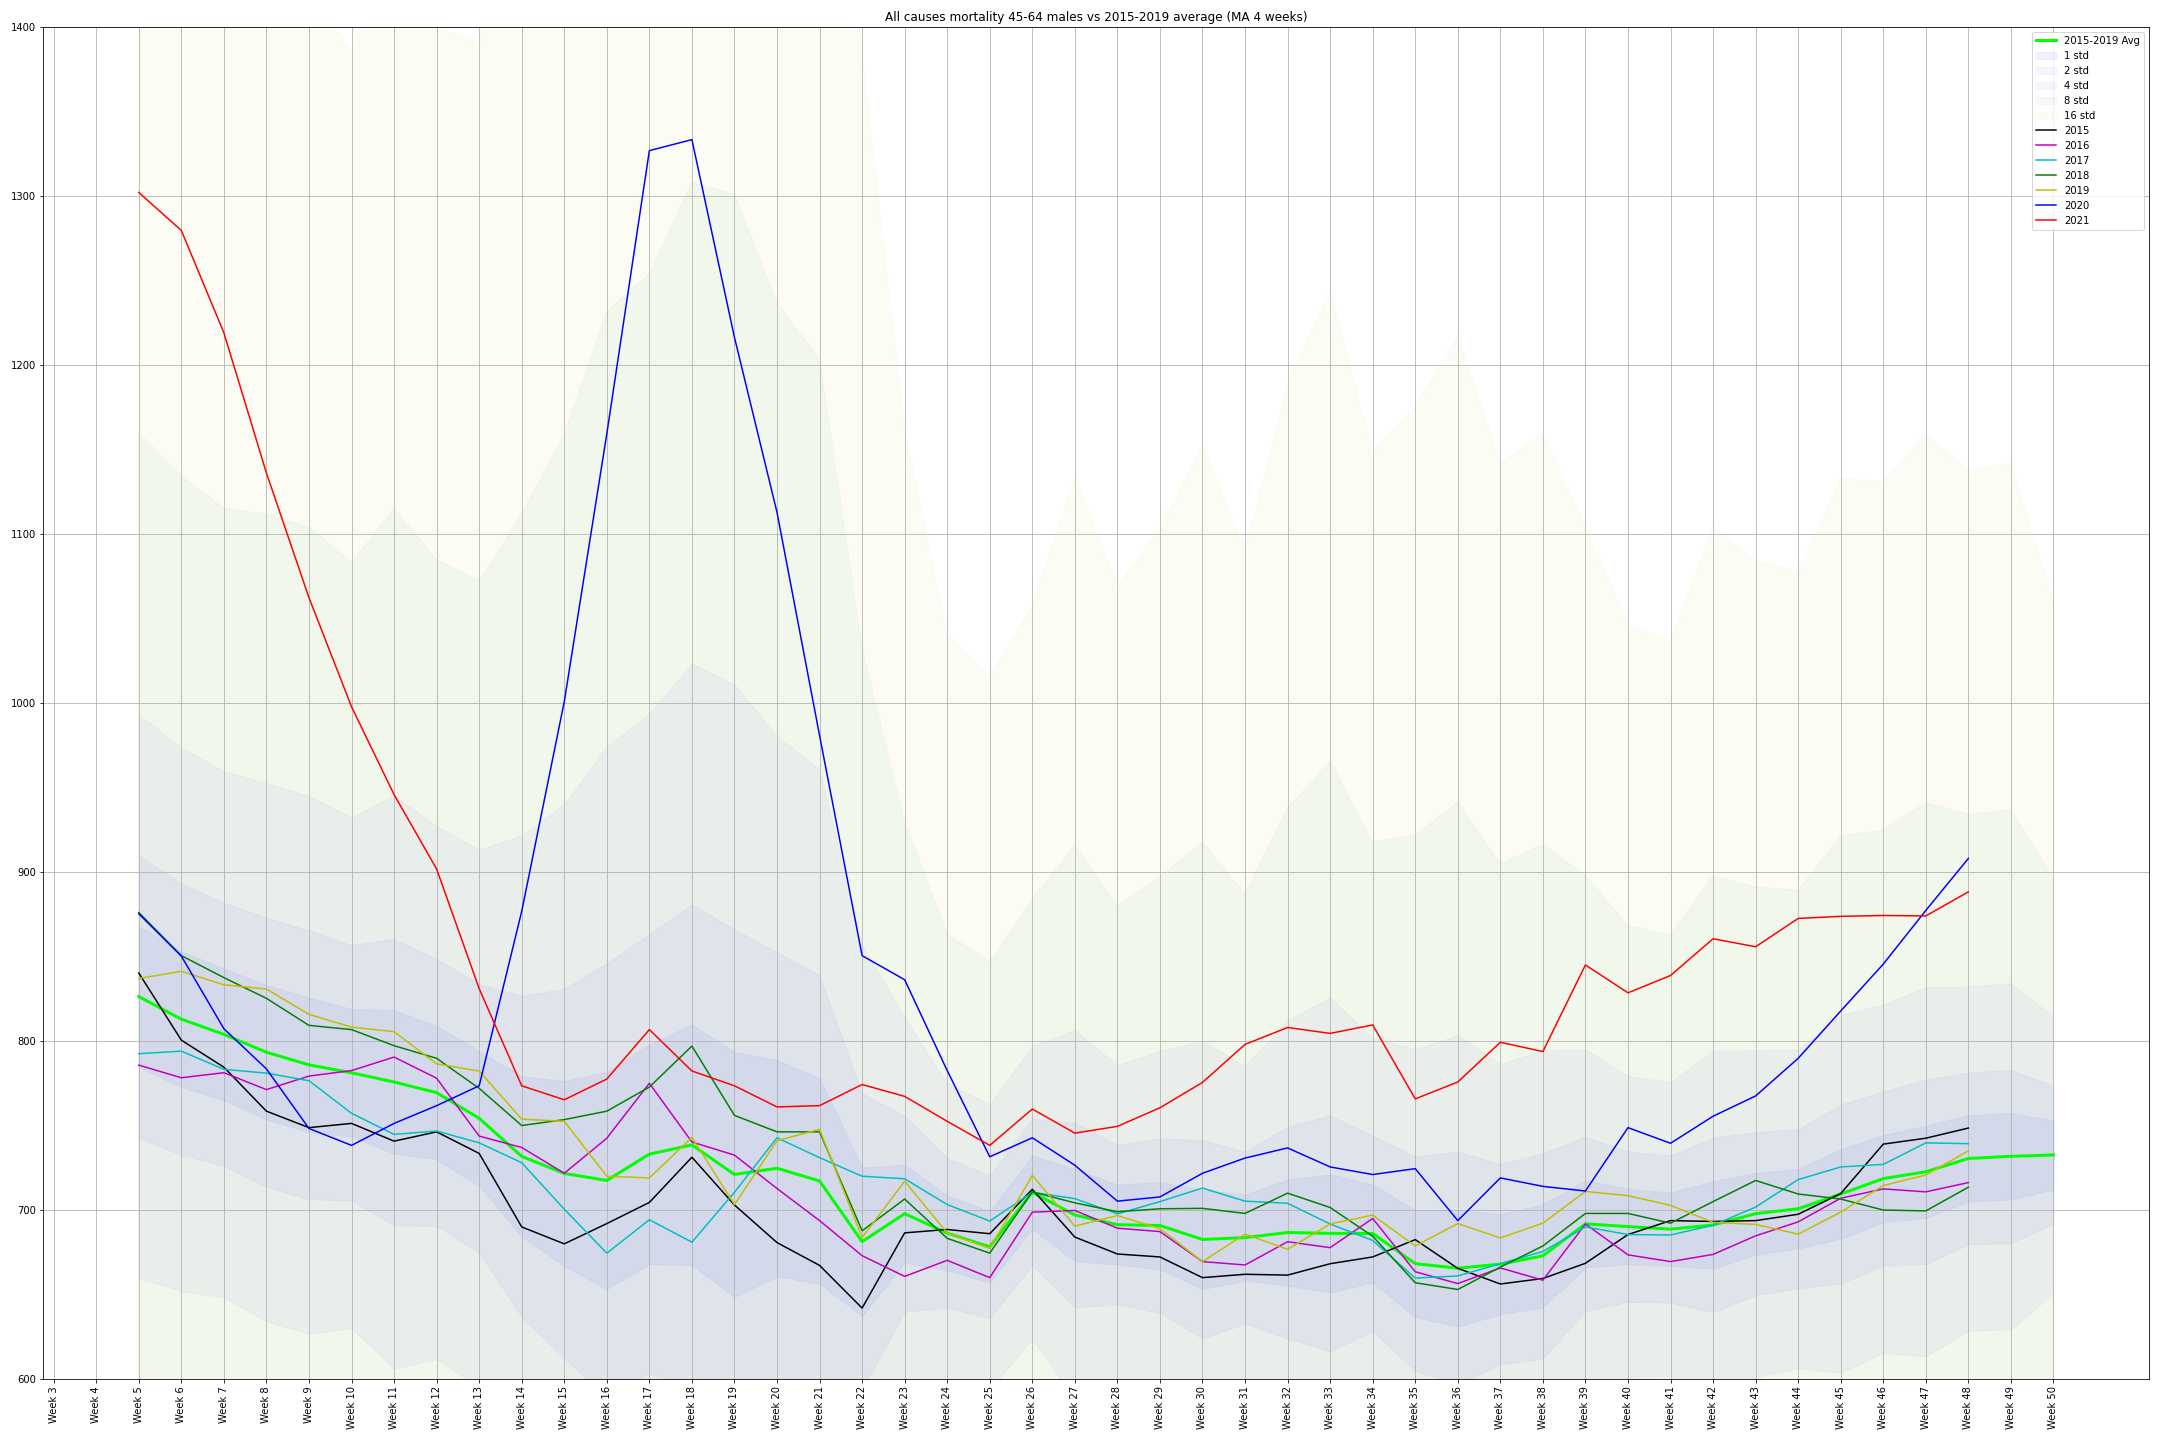 All causes mortality 45-64 males vs 2015-2019 average (MA 4 weeks)
1400
1300
1200
1100
1000
900
800
700
600
2015-2019 Avg
1 std
2 std
4 std
8 std
16 std
2015
2016
2017
2018
2019
2020
2021
Week 3
Week 4
Week 5
Week 6
Week 7
Week 8
Week 9
Week 10
Week 11
Week 12
Week 13
Week 14
Week 15
Week 16
Week 17
Week 18
Week 19
Week 20
Week 21
Week 22
Week 23
Week 24
Week 25
Week 26
Week 27
Week 28
Week 29
Week 30
Week 31
Week 32
Week 33
Week 34
Week 35
Week 36
Week 37
Week 38
Week 39
Week 40
Week 41
Week 42
Week 43
Week 44
Week 45
Week 46
Week 47
Week 48
Week 49
Week 50